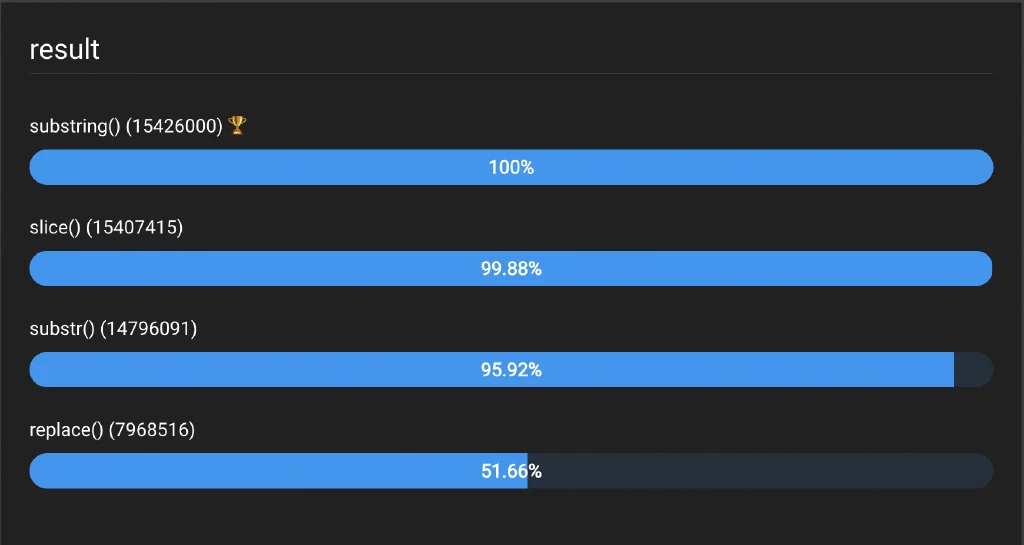 result
substring() (15426000) 🏆
100%
slice() (15407415)
99.88%
substr() (14796091)
95.92%
replace() (7968516)
51.66%